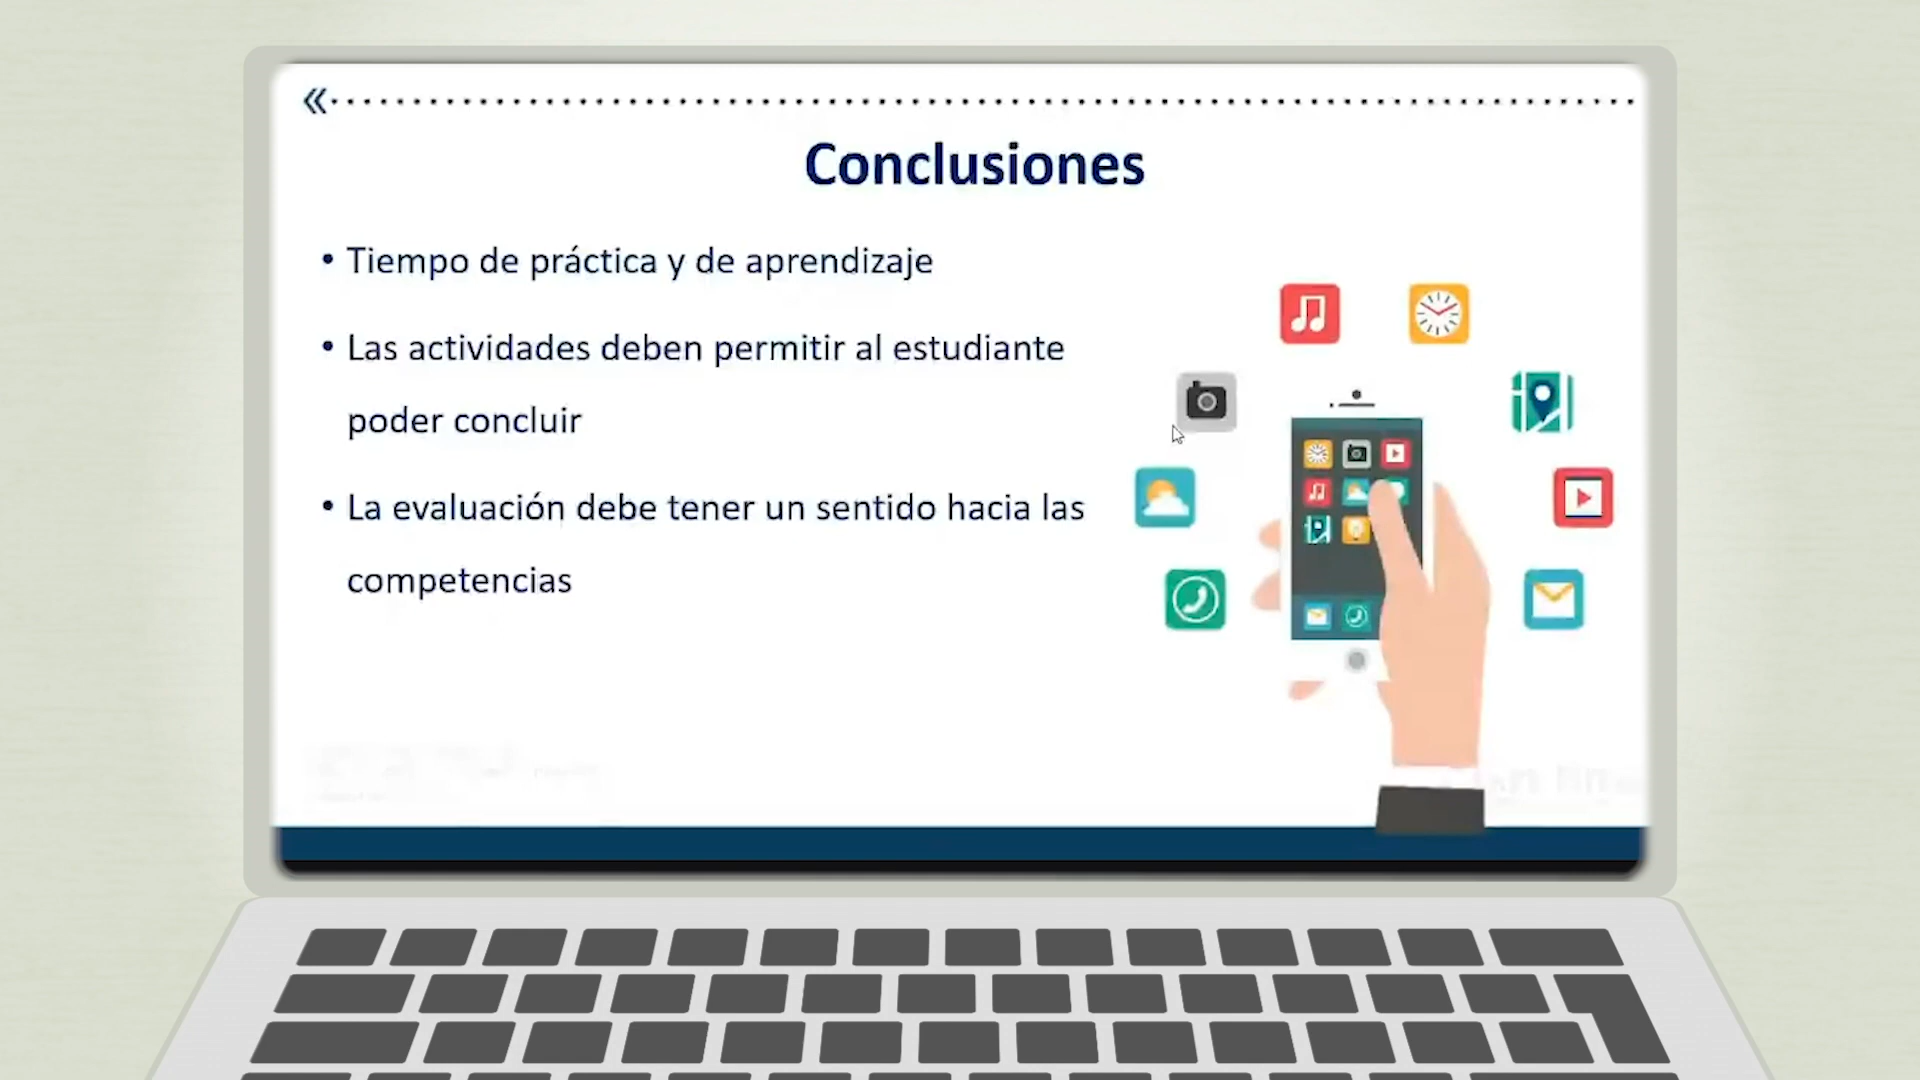 Conclusiones
• Tiempo de práctica y de aprendizaje
• Las actividades deben permitir al estudiante
poder concluir
• La evaluación debe tener un sentido hacia las
competencias